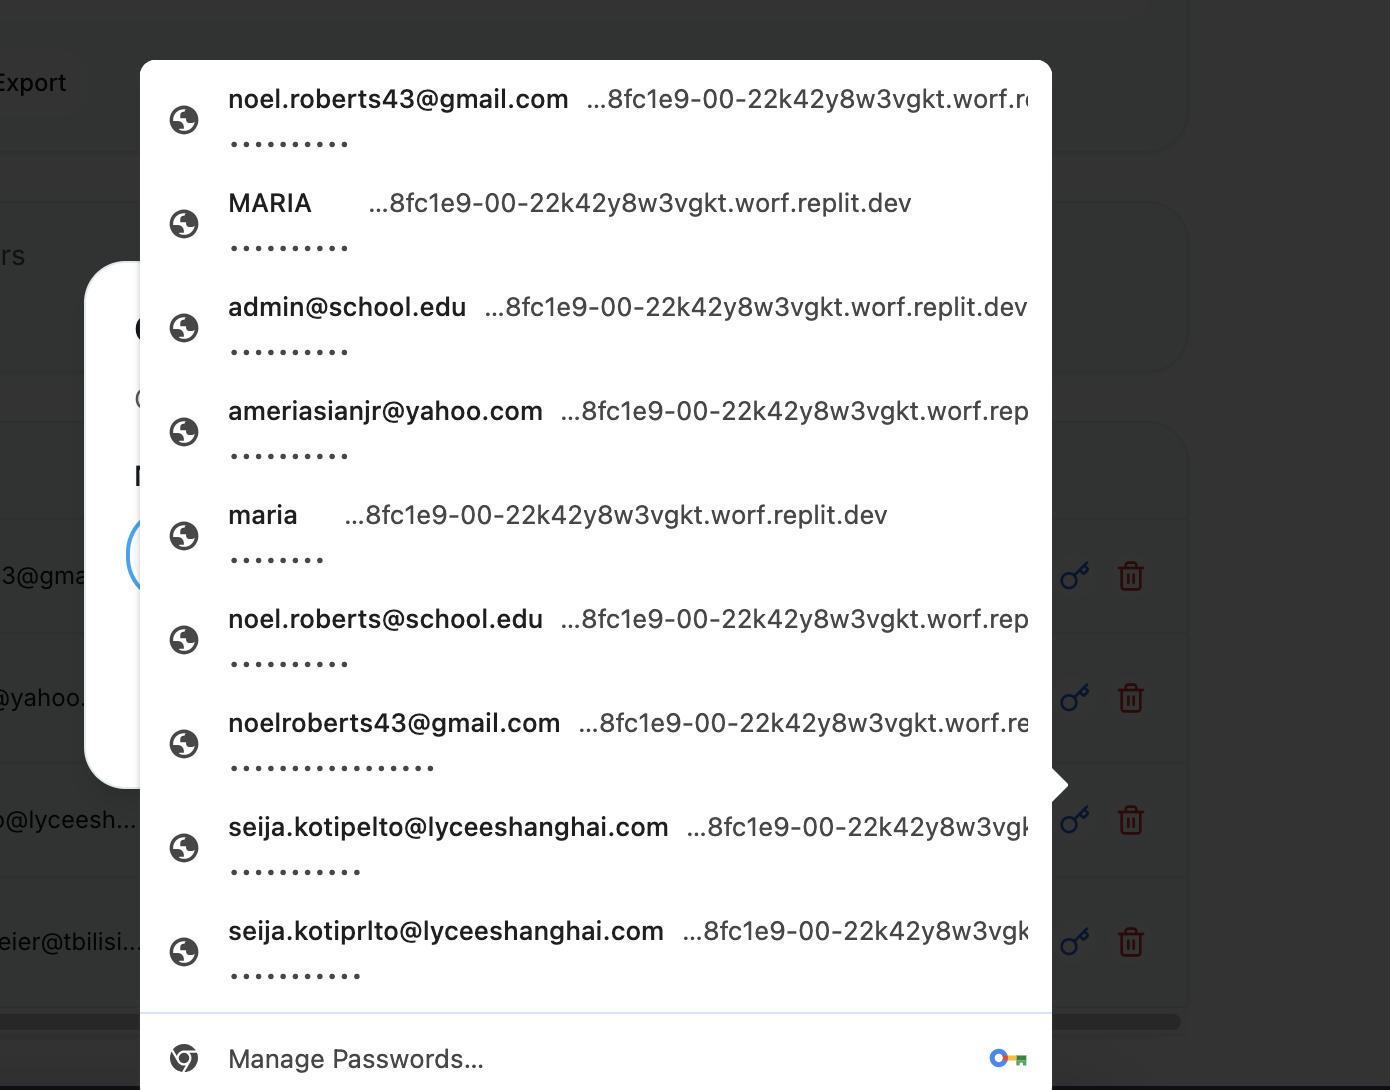 Export
noel.roberts43@gmail.com ...8fc1e9-00-22k42y8w3vgkt.worf.re
••••••••••
MARIA ...8fc1e9-00-22k42y8w3vgkt.worf.replit.dev
••••••••••
rs
admin@school.edu ...8fc1e9-00-22k42y8w3vgkt.worf.replit.dev
••••••••••
ameriasianjr@yahoo.com ...8fc1e9-00-22k42y8w3vgkt.worf.rep
••••••••••
maria ...8fc1e9-00-22k42y8w3vgkt.worf.replit.dev
••••••••
3@gma
noel.roberts@school.edu ...8fc1e9-00-22k42y8w3vgkt.worf.rep
••••••••••
@yahoo.
noelroberts43@gmail.com ...8fc1e9-00-22k42y8w3vgkt.worf.re
•••••••••••••••••
o@lyceesh...
seija.kotipelto@lyceeshanghai.com ...8fc1e9-00-22k42y8w3vgk
•••••••••••
seija.kotiprlto@lyceeshanghai.com ...8fc1e9-00-22k42y8w3vgk
•••••••••••
eier@tbilisi...
Manage Passwords...